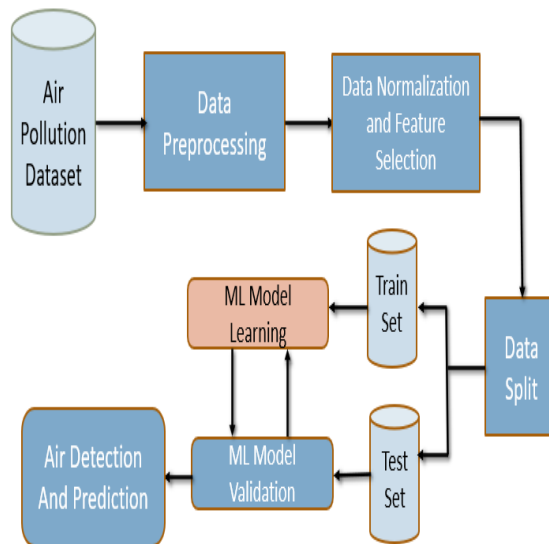 Air
Pollution
Dataset
Data
Preprocessing
Data Normalization
and Feature
Selection
ML Model
Learning
Train
Set
Data
Split
Air Detection
And Prediction
ML Model
Validation
Test
Set